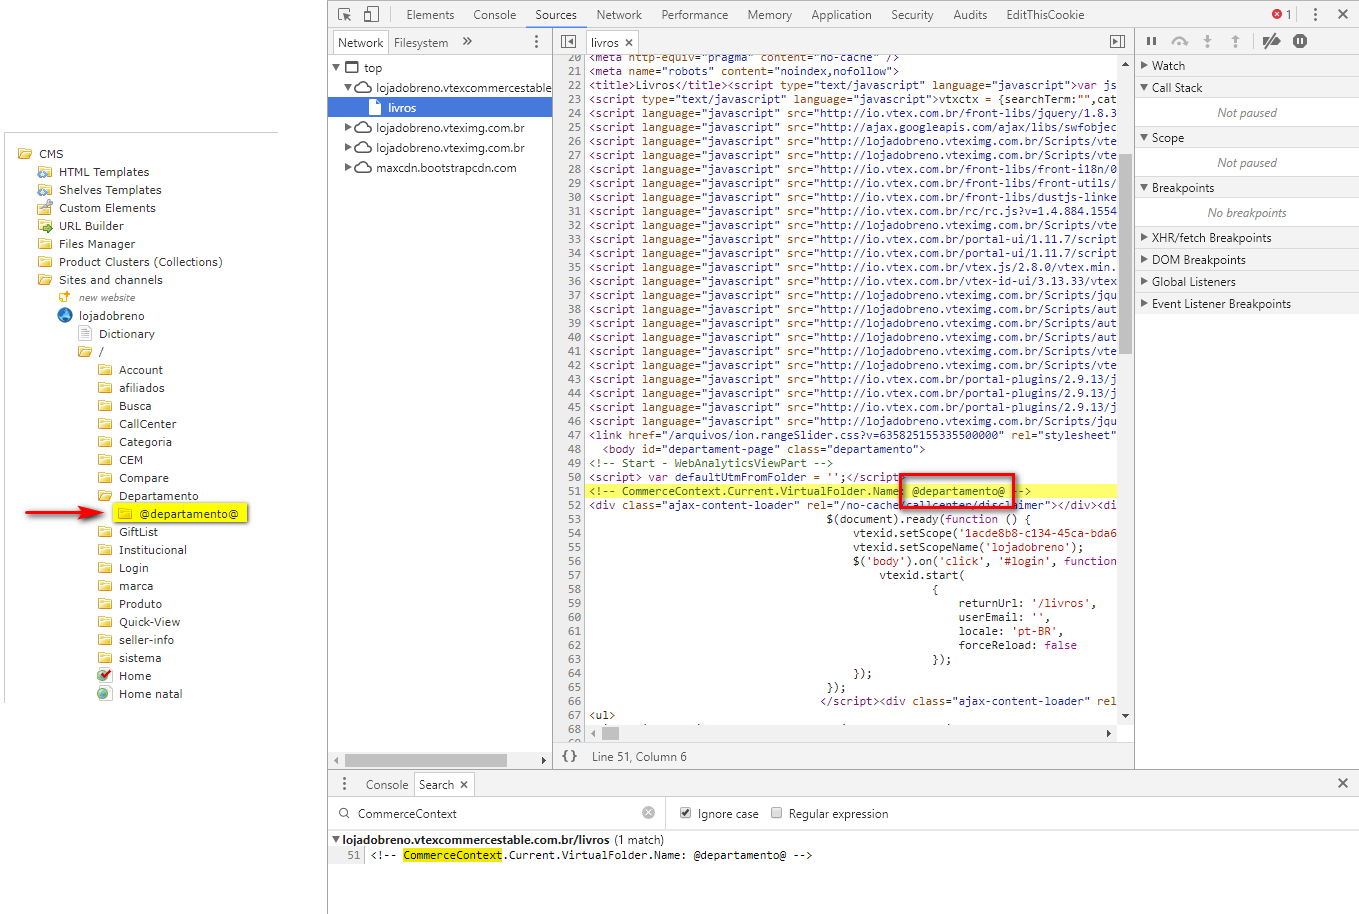 CMS
HTML Templates
Shelves Templates
Custom Elements
URL Builder
Files Manager
Product Clusters (Collections)
Sites and channels
new website
lojadobreno
Dictionary
/
Account
afiliados
Busca
CallCenter
Categoria
CEM
Compare
Departamento
@departamento@
GiftList
Institucional
Login
marca
Produto
Quick-View
seller-info
sistema
Home
Home natal
Elements Console Sources Network Performance Memory Application Security Audits EditThisCookie 1
Network Filesystem »
top
lojadobreno.vtexcommercestable
livros
lojadobreno.vteximg.com.br
lojadobreno.vteximg.com.br
maxcdn.bootstrapcdn.com
livros ×
20 <meta http-equiv="pragma" content="no-cache" />
21 <meta name="robots" content="noindex,nofollow">
22 <title>Livros</title><script type="text/javascript" language="javascript">var js
23 <script type="text/javascript" language="javascript">vtxctx = {searchTerm:"",cat
24 <script language="javascript" src="http://io.vtex.com.br/front-libs/jquery/1.8.3
25 <script language="javascript" src="http://ajax.googleapis.com/ajax/libs/swfobjec
26 <script language="javascript" src="http://lojadobreno.vteximg.com.br/Scripts/vte
27 <script language="javascript" src="http://lojadobreno.vteximg.com.br/Scripts/vte
28 <script language="javascript" src="http://io.vtex.com.br/front-libs/front-i18n/0
29 <script language="javascript" src="http://io.vtex.com.br/front-libs/front-utils/
30 <script language="javascript" src="http://io.vtex.com.br/front-libs/dustjs-linke
31 <script language="javascript" src="http://io.vtex.com.br/rc/rc.js?v=1.4.884.1554
32 <script language="javascript" src="http://lojadobreno.vteximg.com.br/Scripts/vte
33 <script language="javascript" src="http://io.vtex.com.br/portal-ui/1.11.7/script
34 <script language="javascript" src="http://io.vtex.com.br/portal-ui/1.11.7/script
35 <script language="javascript" src="http://io.vtex.com.br/vtex.js/2.8.0/vtex.min.
36 <script language="javascript" src="http://io.vtex.com.br/vtex-id-ui/3.13.33/vtex
37 <script language="javascript" src="http://lojadobreno.vteximg.com.br/Scripts/jqu
38 <script language="javascript" src="http://lojadobreno.vteximg.com.br/Scripts/aut
39 <script language="javascript" src="http://lojadobreno.vteximg.com.br/Scripts/aut
40 <script language="javascript" src="http://lojadobreno.vteximg.com.br/Scripts/aut
41 <script language="javascript" src="http://lojadobreno.vteximg.com.br/Scripts/vte
42 <script language="javascript" src="http://lojadobreno.vteximg.com.br/Scripts/vte
43 <script language="javascript" src="http://io.vtex.com.br/portal-plugins/2.9.13/j
44 <script language="javascript" src="http://io.vtex.com.br/portal-plugins/2.9.13/j
45 <script language="javascript" src="http://io.vtex.com.br/portal-plugins/2.9.13/j
46 <script language="javascript" src="http://lojadobreno.vteximg.com.br/Scripts/jqu
47 <link href="/arquivos/ion.rangeSlider.css?v=635825155335500000" rel="stylesheet"
48 <body id="departament-page" class="departamento">
49 <!-- Start - WebAnalyticsViewPart -->
50 <script> var defaultUtmFromFolder = '';</script>
51 <!-- CommerceContext.Current.VirtualFolder.Name: @departamento@ -->
52 <div class="ajax-content-loader" rel="/no-cache/callcenter/disclaimer"></div><di
53 $(document).ready(function () {
54 vtexid.setScope('1acde8b8-c134-45ca-bda6
55 vtexid.setScopeName('lojadobreno');
56 $('body').on('click', '#login', function
57 vtexid.start(
58 {
59 returnUrl: '/livros',
60 userEmail: '',
61 locale: 'pt-BR',
62 forceReload: false
63 });
64 });
65 });
66 </script><div class="ajax-content-loader" rel
67 <ul>
68
{} Line 51, Column 6
Watch
Call Stack
Not paused
Scope
Not paused
Breakpoints
No breakpoints
XHR/fetch Breakpoints
DOM Breakpoints
Global Listeners
Event Listener Breakpoints
Console Search ×
CommerceContext Ignore case Regular expression
lojadobreno.vtexcommercestable.com.br/livros (1 match)
51 <!-- CommerceContext.Current.VirtualFolder.Name: @departamento@ -->